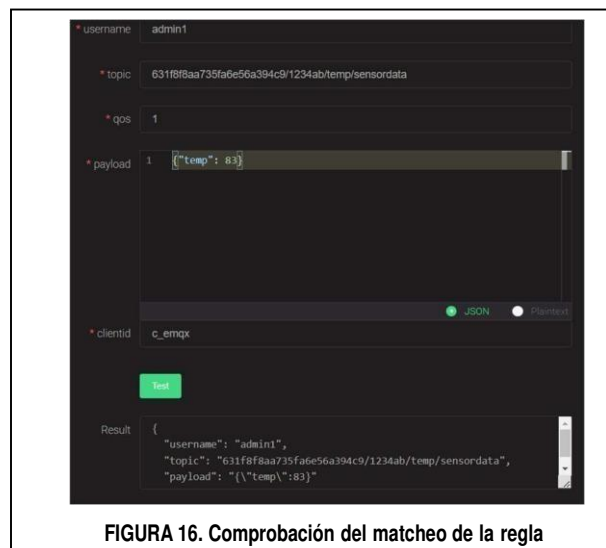 * username admin1
* topic 631f8f8aa735fa6e56a394c9/1234ab/temp/sensordata
* qos 1
* payload 1 {"temp": 83}
JSON Plaintext
* clientid c_emqx
Test
Result {
"username": "admin1",
"topic": "631f8f8aa735fa6e56a394c9/1234ab/temp/sensordata",
"payload": "{\"temp\":83}"
FIGURA 16. Comprobación del matcheo de la regla